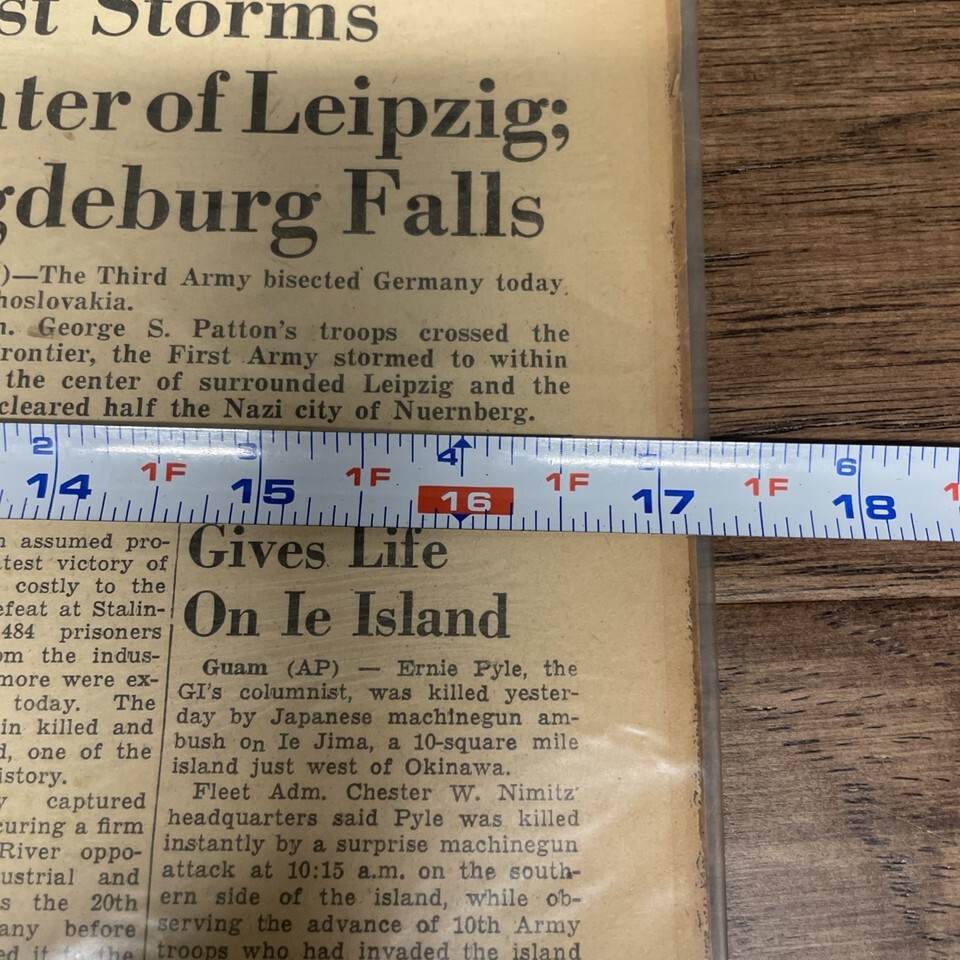 st Storms
nter of Leipzig;
gdeburg Falls
)—The Third Army bisected Germany today
hoslovakia.
n. George S. Patton's troops crossed the
rontier, the First Army stormed to within
the center of surrounded Leipzig and the
cleared half the Nazi city of Nuernberg.
2 3 4 5 6
14 1F 15 1F 16 1F 17 1F 18 1
n assumed pro-
test victory of
costly to the
efeat at Stalin-
484 prisoners
om the indus-
more were ex-
today. The
in killed and
d, one of the
istory.
y captured
curing a firm
River oppo-
ustrial and
s the 20th
any before
ed it to the
Gives Life
On Ie Island
Guam (AP) — Ernie Pyle, the
GI's columnist, was killed yester-
day by Japanese machinegun am-
bush on Ie Jima, a 10-square mile
island just west of Okinawa.
Fleet Adm. Chester W. Nimitz'
headquarters said Pyle was killed
instantly by a surprise machinegun
attack at 10:15 a.m. on the south-
ern side of the island, while ob-
serving the advance of 10th Army
troops who had invaded the island